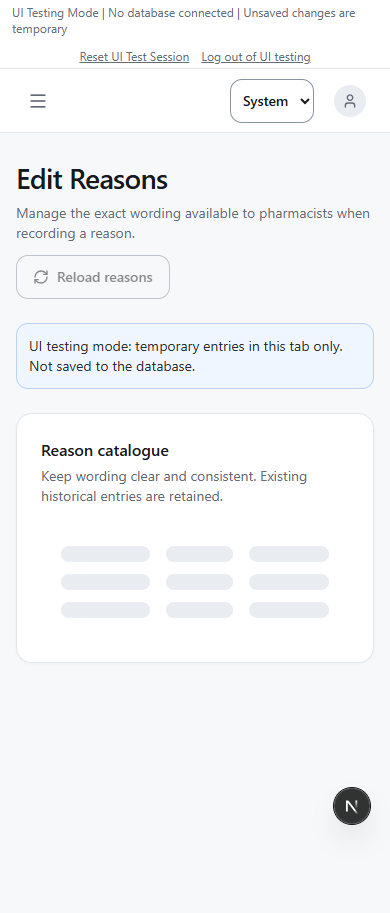 UI Testing Mode | No database connected | Unsaved changes are
temporary
Reset UI Test Session Log out of UI testing
System
Edit Reasons
Manage the exact wording available to pharmacists when
recording a reason.
Reload reasons
UI testing mode: temporary entries in this tab only.
Not saved to the database.
Reason catalogue
Keep wording clear and consistent. Existing
historical entries are retained.
N